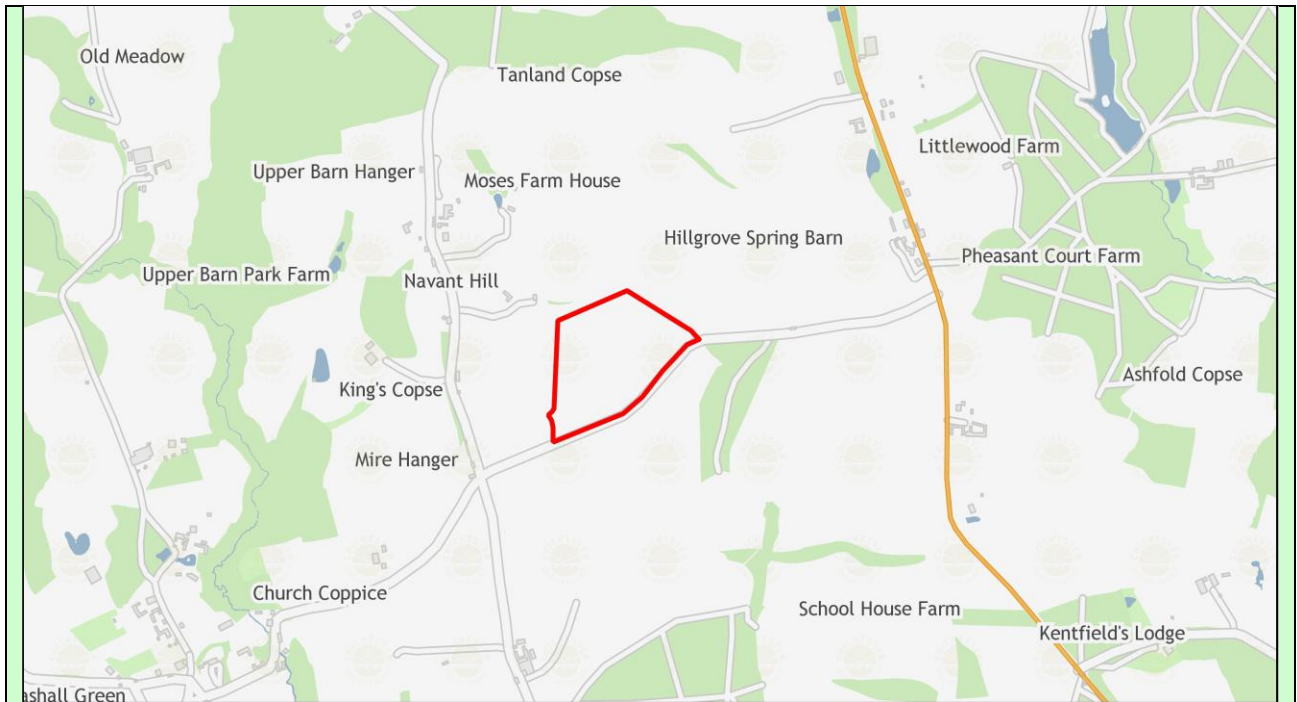 Old Meadow
Tanland Copse
Littlewood Farm
Upper Barn Hanger
Moses Farm House
Hillgrove Spring Barn
Pheasant Court Farm
Upper Barn Park Farm
Navant Hill
Ashfold Copse
King's Copse
Mire Hanger
Church Coppice
School House Farm
Kentfield's Lodge
ashall Green